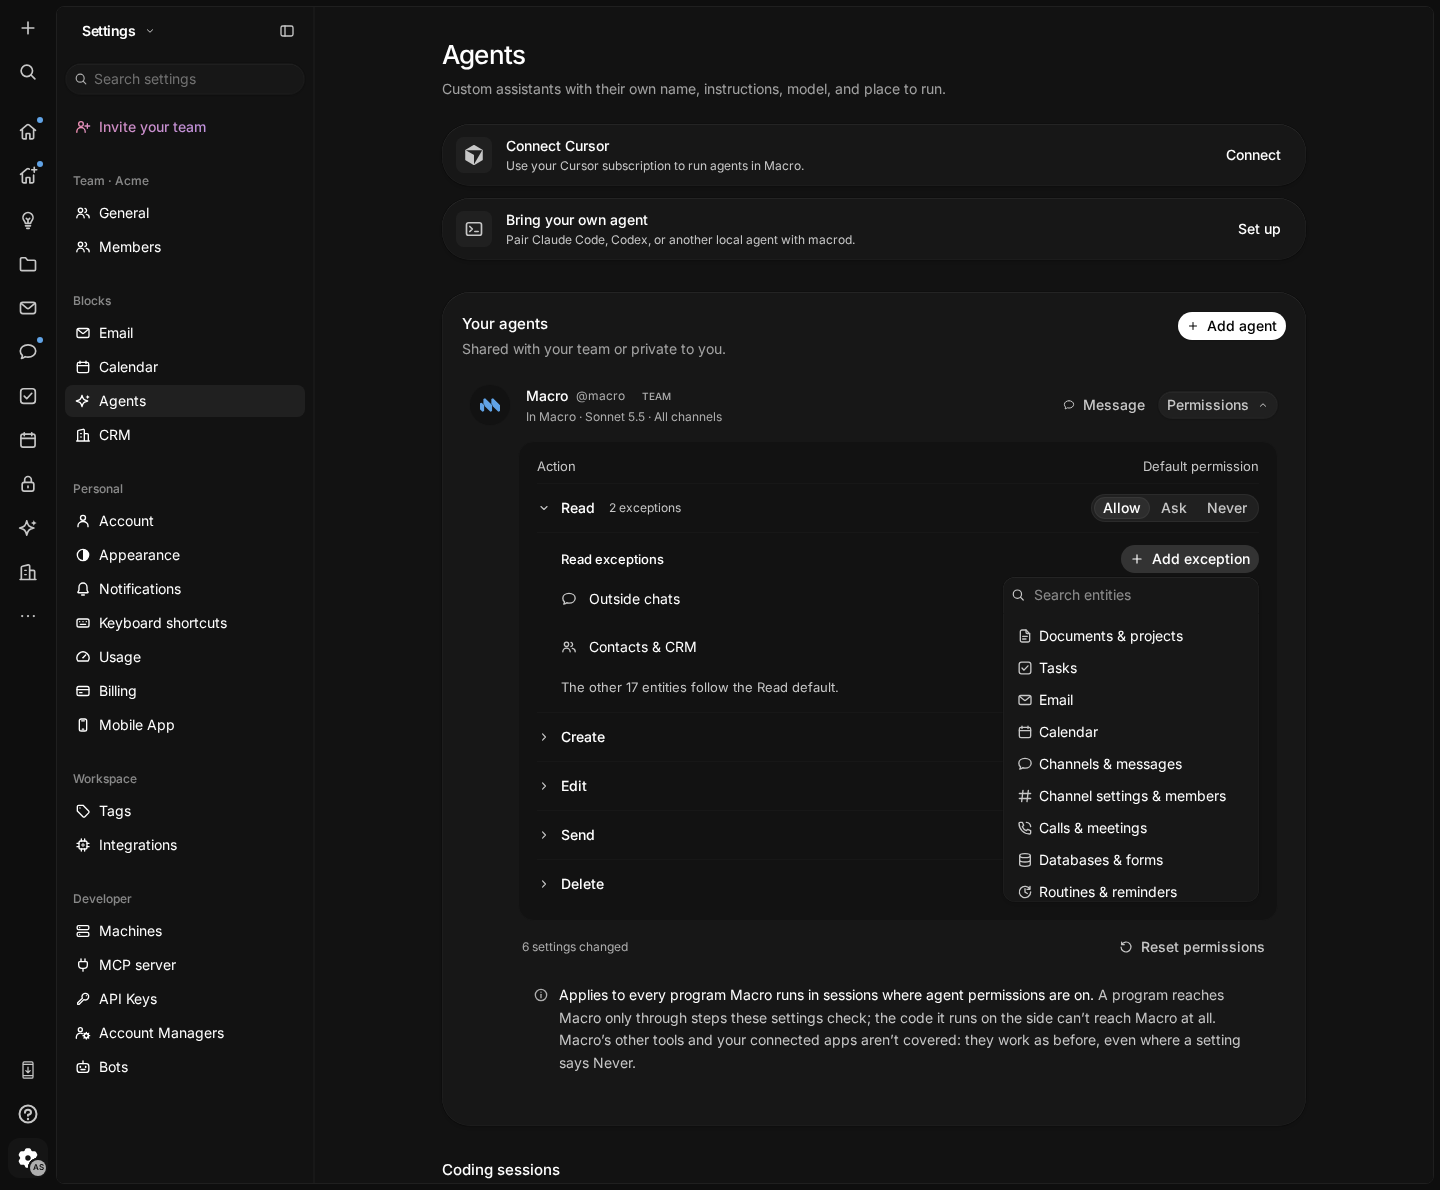 Settings
Search settings
Invite your team
Team · Acme
General
Members
Blocks
Email
Calendar
Agents
CRM
Personal
Account
Appearance
Notifications
Keyboard shortcuts
Usage
Billing
Mobile App
Workspace
Tags
Integrations
Developer
Machines
MCP server
API Keys
Account Managers
Bots
AS
Agents
Custom assistants with their own name, instructions, model, and place to run.
Connect Cursor
Use your Cursor subscription to run agents in Macro.
Connect
Bring your own agent
Pair Claude Code, Codex, or another local agent with macrod.
Set up
Your agents
Shared with your team or private to you.
Add agent
Macro @macro TEAM
In Macro · Sonnet 5.5 · All channels
Message
Permissions
Action Default permission
Read 2 exceptions Allow Ask Never
Read exceptions Add exception
Outside chats
Contacts & CRM
The other 17 entities follow the Read default.
Create
Edit
Send
Delete
Search entities
Documents & projects
Tasks
Email
Calendar
Channels & messages
Channel settings & members
Calls & meetings
Databases & forms
Routines & reminders
6 settings changed Reset permissions
Applies to every program Macro runs in sessions where agent permissions are on. A program reaches
Macro only through steps these settings check; the code it runs on the side can’t reach Macro at all.
Macro’s other tools and your connected apps aren’t covered: they work as before, even where a setting
says Never.
Coding sessions